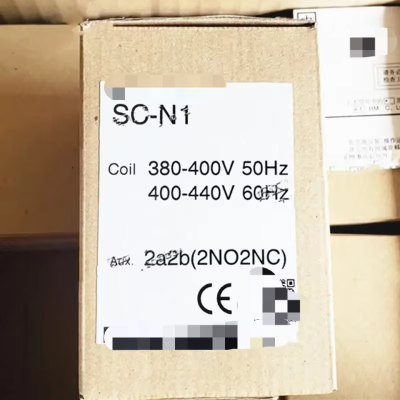 SC-N1
Coil 380-400V 50Hz
400-440V 60Hz
Aux. 2a2b(2NO2NC)
CE